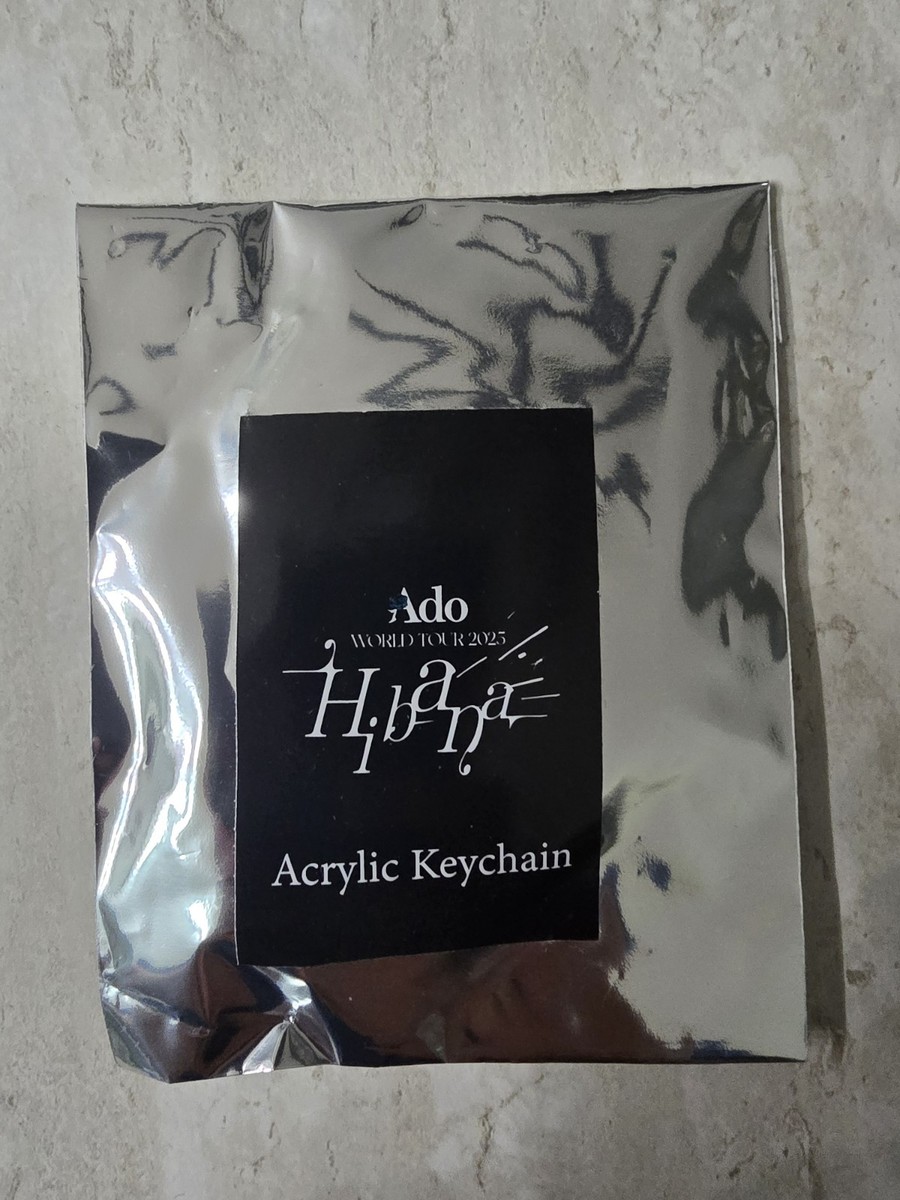 Ado
WORLD TOUR 2025
Hibana
Acrylic Keychain